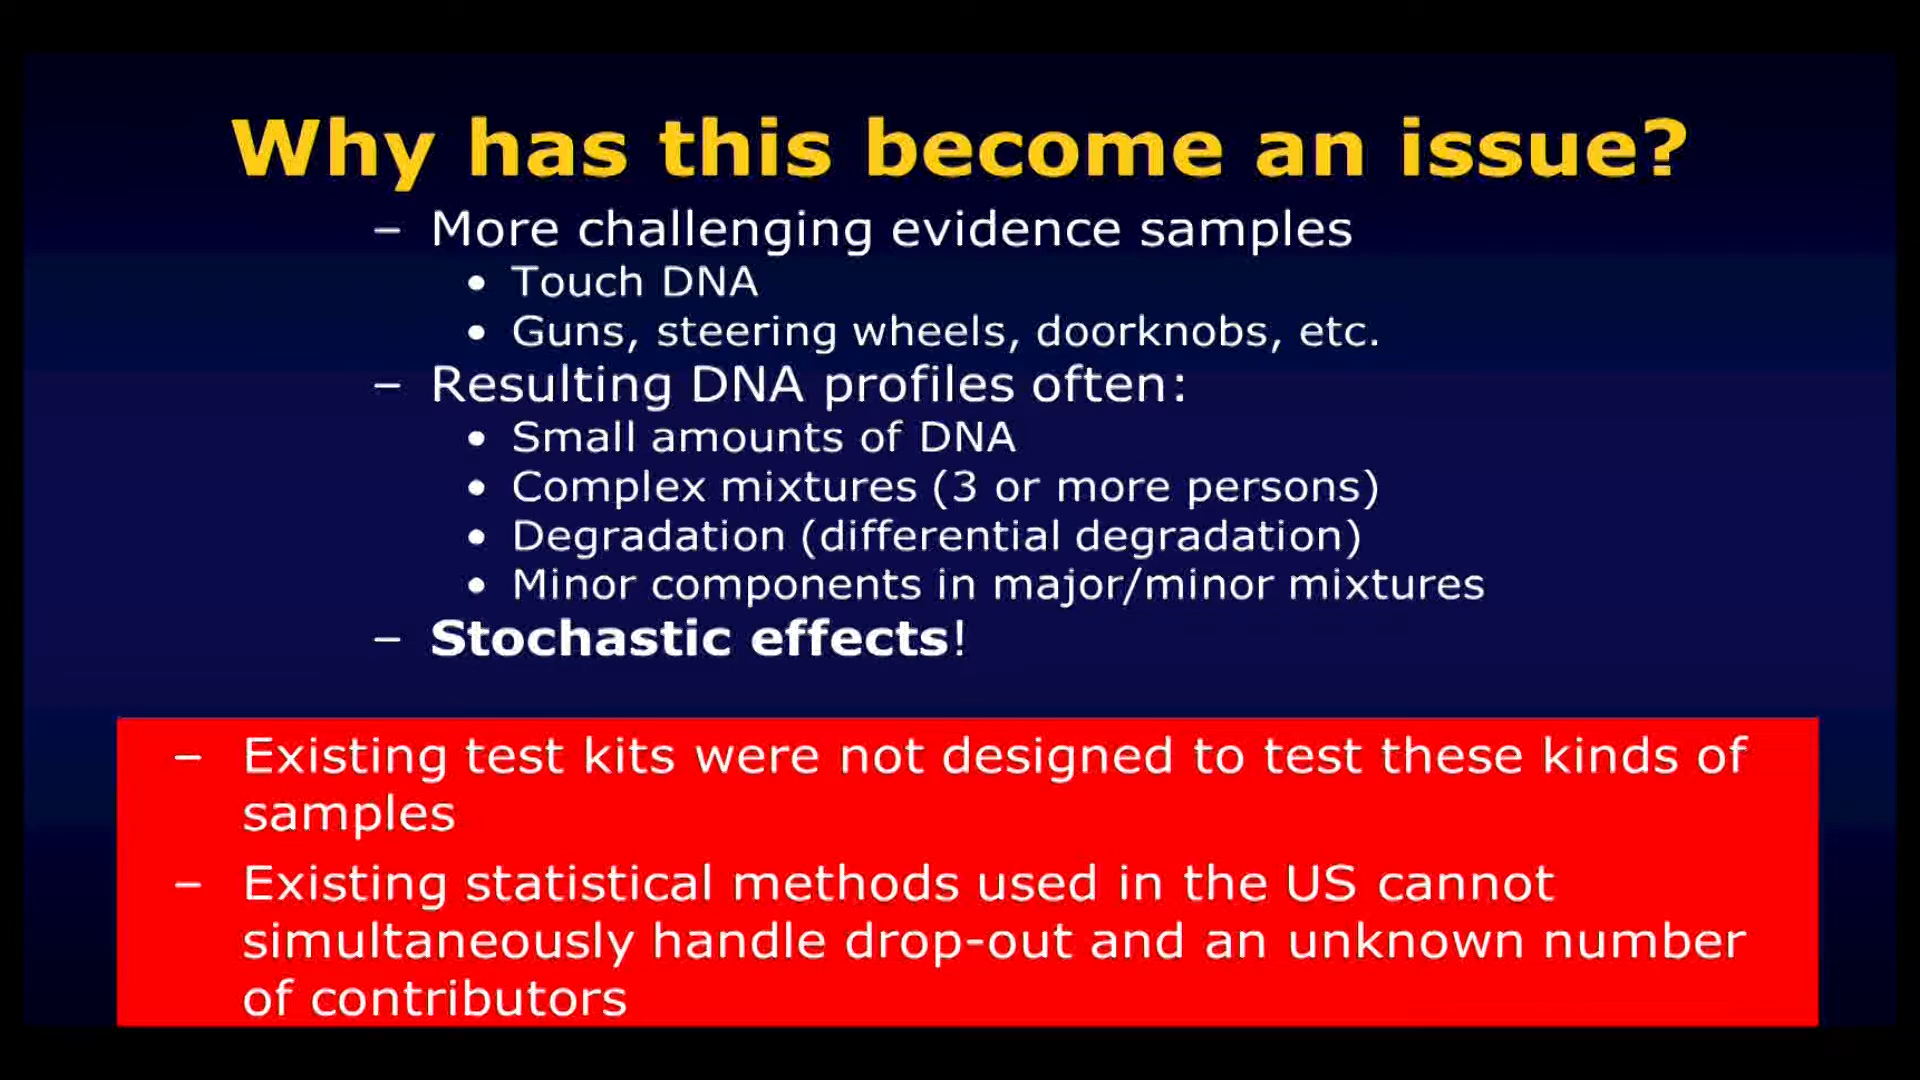 Why has this become an issue?
– More challenging evidence samples
• Touch DNA
• Guns, steering wheels, doorknobs, etc.
– Resulting DNA profiles often:
• Small amounts of DNA
• Complex mixtures (3 or more persons)
• Degradation (differential degradation)
• Minor components in major/minor mixtures
– Stochastic effects!
– Existing test kits were not designed to test these kinds of
samples
– Existing statistical methods used in the US cannot
simultaneously handle drop-out and an unknown number
of contributors